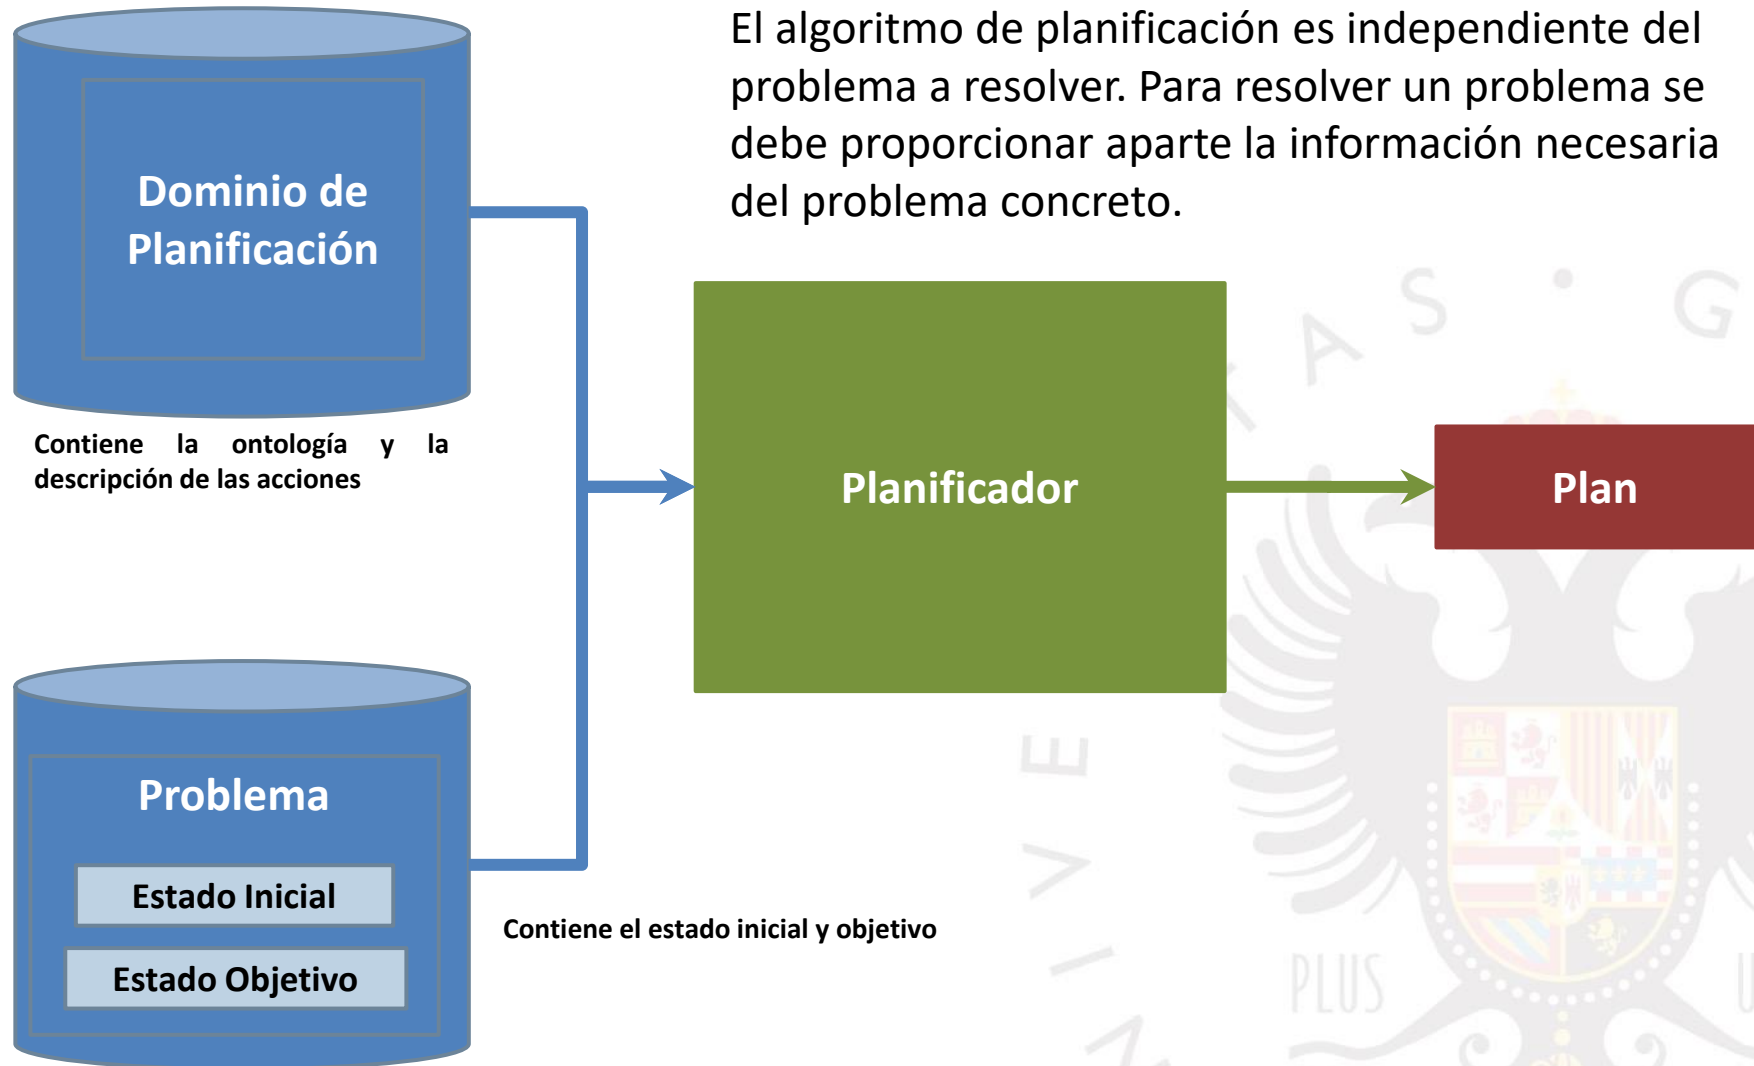 El algoritmo de planificación es independiente del
problema a resolver. Para resolver un problema se
debe proporcionar aparte la información necesaria
del problema concreto.
Dominio de
Planificación
Contiene la ontología y la
descripción de las acciones
Planificador
Plan
Problema
Estado Inicial
Estado Objetivo
Contiene el estado inicial y objetivo
PLUS